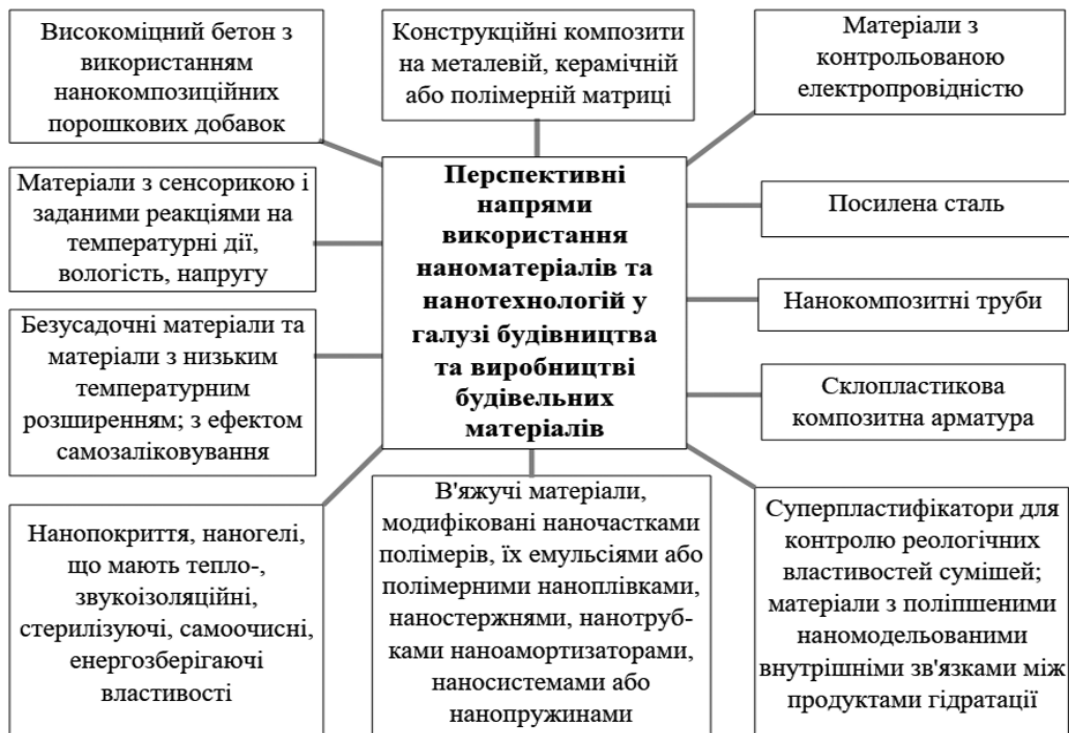 Високоміцний бетон з
використанням
нанокомпозиційних
порошкових добавок
Конструкційні композити
на металевій, керамічній
або полімерній матриці
Матеріали з
контрольованою
електропровідністю
Матеріали з сенсорикою і
заданими реакціями на
температурні дії,
вологість, напругу
Перспективні
напрями
використання
наноматеріалів та
нанотехнологій у
галузі будівництва
та виробництві
будівельних
матеріалів
Посилена сталь
Нанокомпозитні труби
Безусадочні матеріали та
матеріали з низьким
температурним
розширенням; з ефектом
самозаліковування
Склопластикова
композитна арматура
Нанопокриття, наногелі,
що мають тепло-,
звукоізоляційні,
стерилізуючі, самоочисні,
енергозберігаючі
властивості
В'яжучі матеріали,
модифіковані наночастками
полімерів, їх емульсіями або
полімерними наноплівками,
наностержнями, нанотруб-
ками наноамортизаторами,
наносистемами або
нанопружинами
Суперпластифікатори для
контролю реологічних
властивостей сумішей;
матеріали з поліпшеними
наномодельованими
внутрішніми зв'язками між
продуктами гідратації